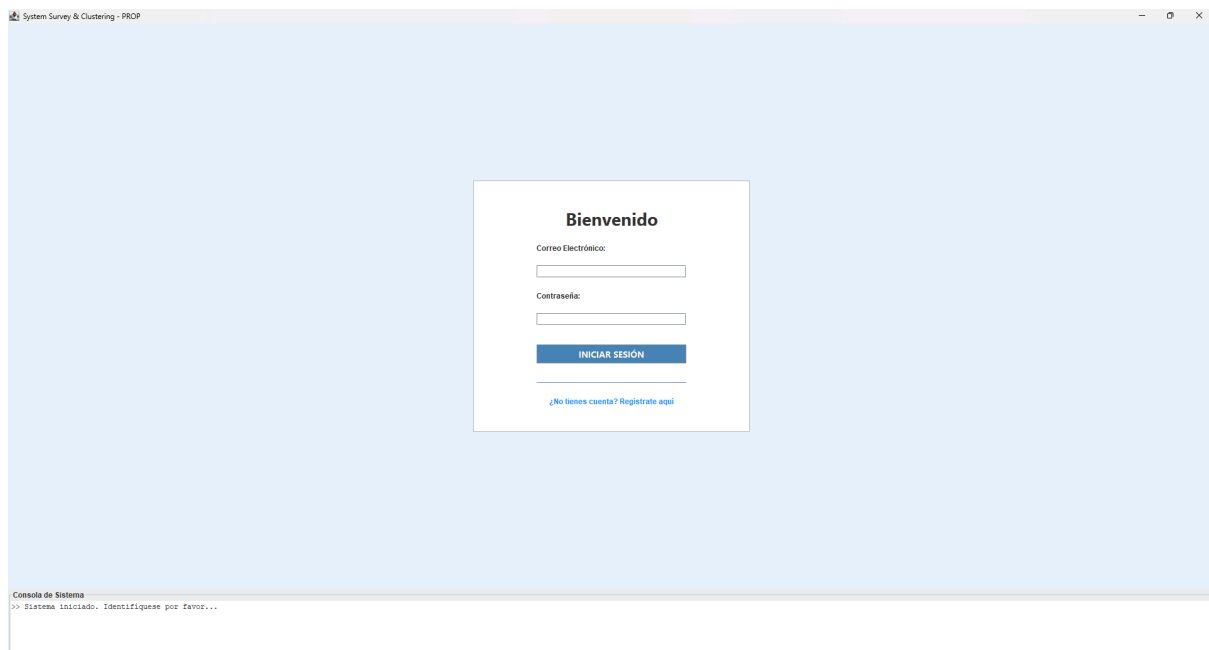 System Survey & Clustering - PROP
Bienvenido
Correo Electrónico:
Contraseña:
INICIAR SESIÓN
¿No tienes cuenta? Regístrate aquí
Consola de Sistema
>> Sistema iniciado. Identifíquese por favor...